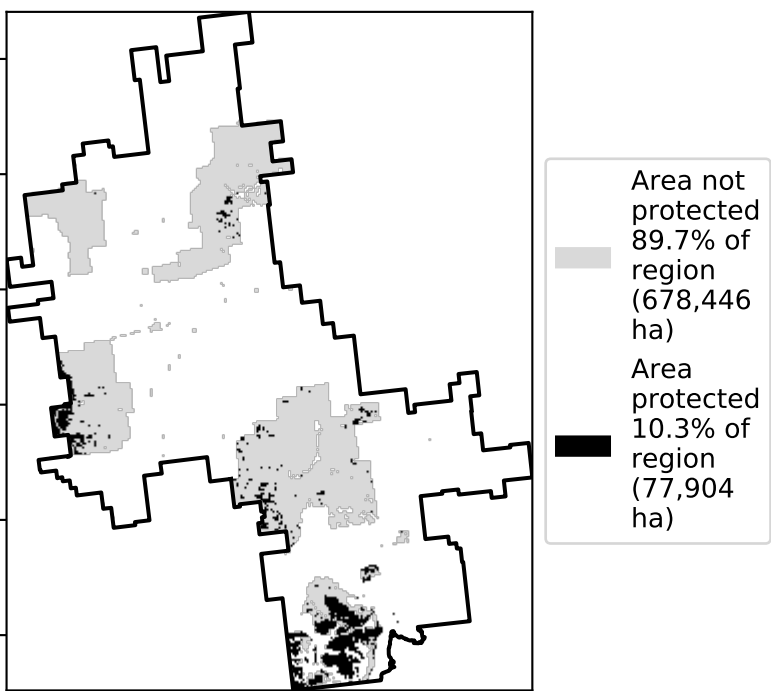 Area not
protected
89.7% of
region
(678,446
ha)
Area
protected
10.3% of
region
(77,904
ha)